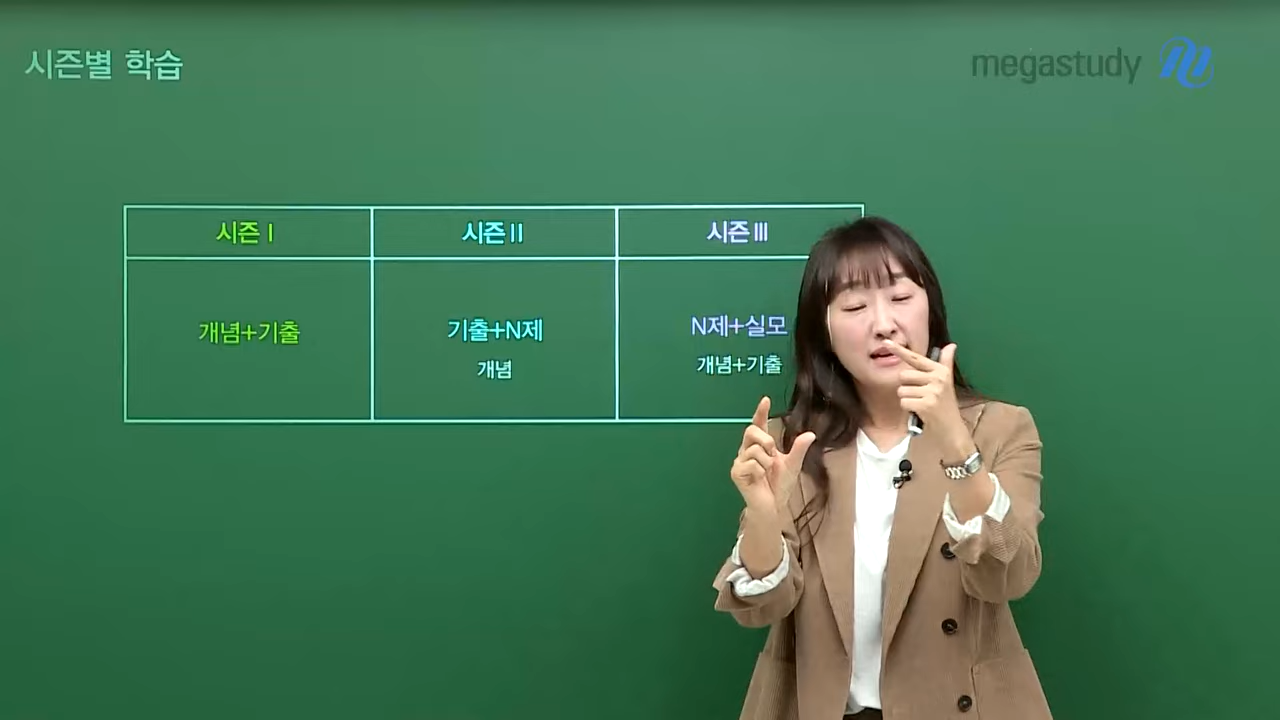 시즌별 학습
megastudy
시즌 Ⅰ
시즌 Ⅱ
시즌 Ⅲ
개념+기출
기출+N제
개념
N제+실모
개념+기출